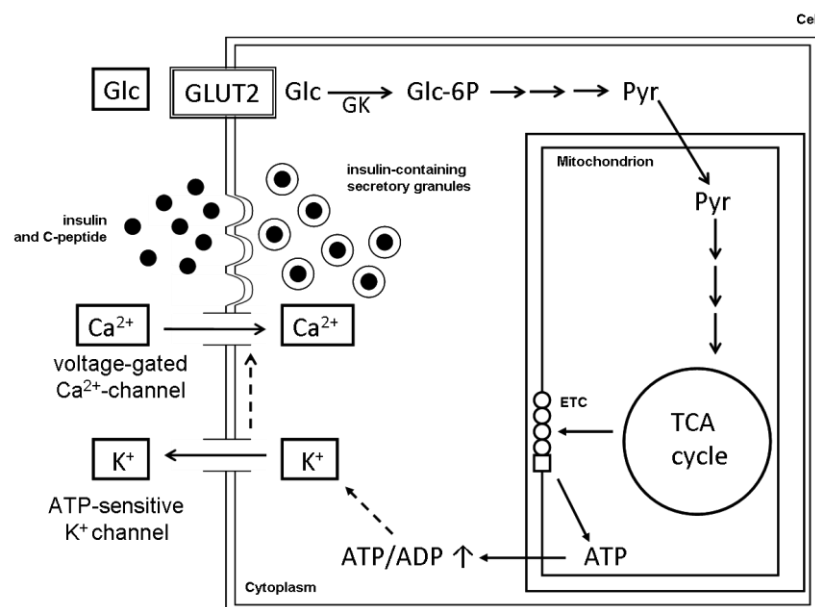 Cel
Glc
GLUT2
Glc
GK
Glc-6P
Pyr
Mitochondrion
Pyr
insulin-containing
secretory granules
insulin
and C-peptide
Ca²⁺
Ca²⁺
voltage-gated
Ca²⁺-channel
ETC
TCA
cycle
K⁺
K⁺
ATP-sensitive
K⁺ channel
ATP/ADP ↑
ATP
Cytoplasm